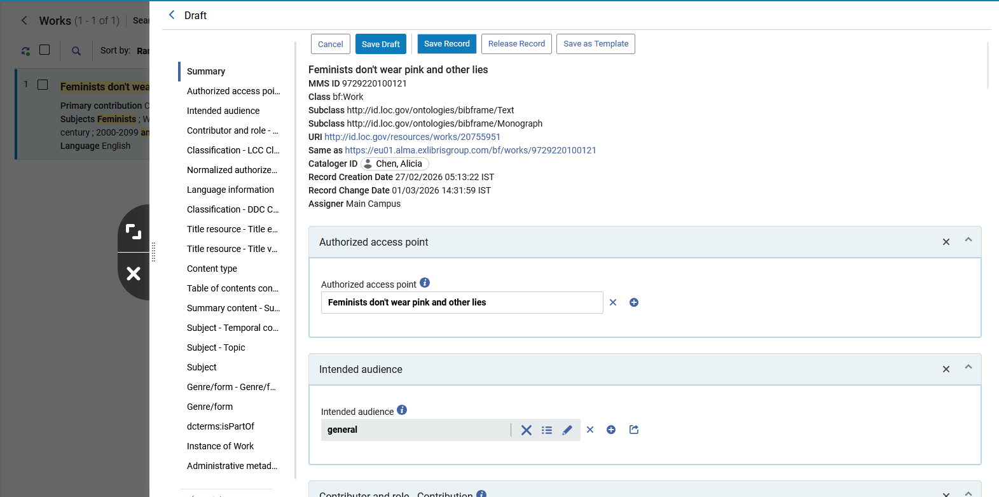 Works (1 - 1 of 1) Sea
Sort by: Ra
1
Feminists don't wea
Primary contribution C
Subjects Feminists ; W
century ; 2000-2099 an
Language English
Draft
Cancel Save Draft Save Record Release Record Save as Template
Summary
Authorized access poi...
Intended audience
Contributor and role - ...
Classification - LCC Cl...
Normalized authorize...
Language information
Classification - DDC C...
Title resource - Title e...
Title resource - Title v...
Content type
Table of contents con...
Summary content - Su...
Subject - Temporal co...
Subject - Topic
Subject
Genre/form - Genre/f...
Genre/form
dcterms:isPartOf
Instance of Work
Administrative metad...
Feminists don't wear pink and other lies
MMS ID 9729220100121
Class bf:Work
Subclass http://id.loc.gov/ontologies/bibframe/Text
Subclass http://id.loc.gov/ontologies/bibframe/Monograph
URI http://id.loc.gov/resources/works/20755951
Same as https://eu01.alma.exlibrisgroup.com/bf/works/9729220100121
Cataloger ID Chen, Alicia
Record Creation Date 27/02/2026 05:13:22 IST
Record Change Date 01/03/2026 14:31:59 IST
Assigner Main Campus
Authorized access point
Authorized access point
Feminists don't wear pink and other lies
Intended audience
Intended audience
general
Contributor and role - Contribution